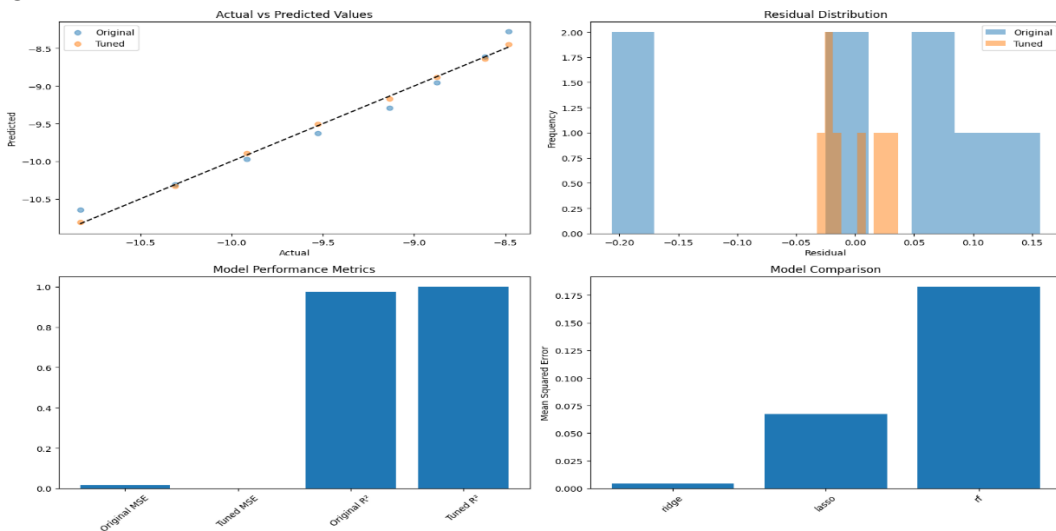 Actual vs Predicted Values
Original
Tuned
−8.5
−9.0
−9.5
−10.0
−10.5
Predicted
−10.5
−10.0
−9.5
−9.0
−8.5
Actual
Residual Distribution
Original
Tuned
2.00
1.75
1.50
1.25
1.00
0.75
0.50
0.25
0.00
Frequency
−0.20
−0.15
−0.10
−0.05
0.00
0.05
0.10
0.15
Residual
Model Performance Metrics
1.0
0.8
0.6
0.4
0.2
0.0
Original MSE
Tuned MSE
Original R²
Tuned R²
Model Comparison
0.175
0.150
0.125
0.100
0.075
0.050
0.025
0.000
Mean Squared Error
ridge
lasso
rf